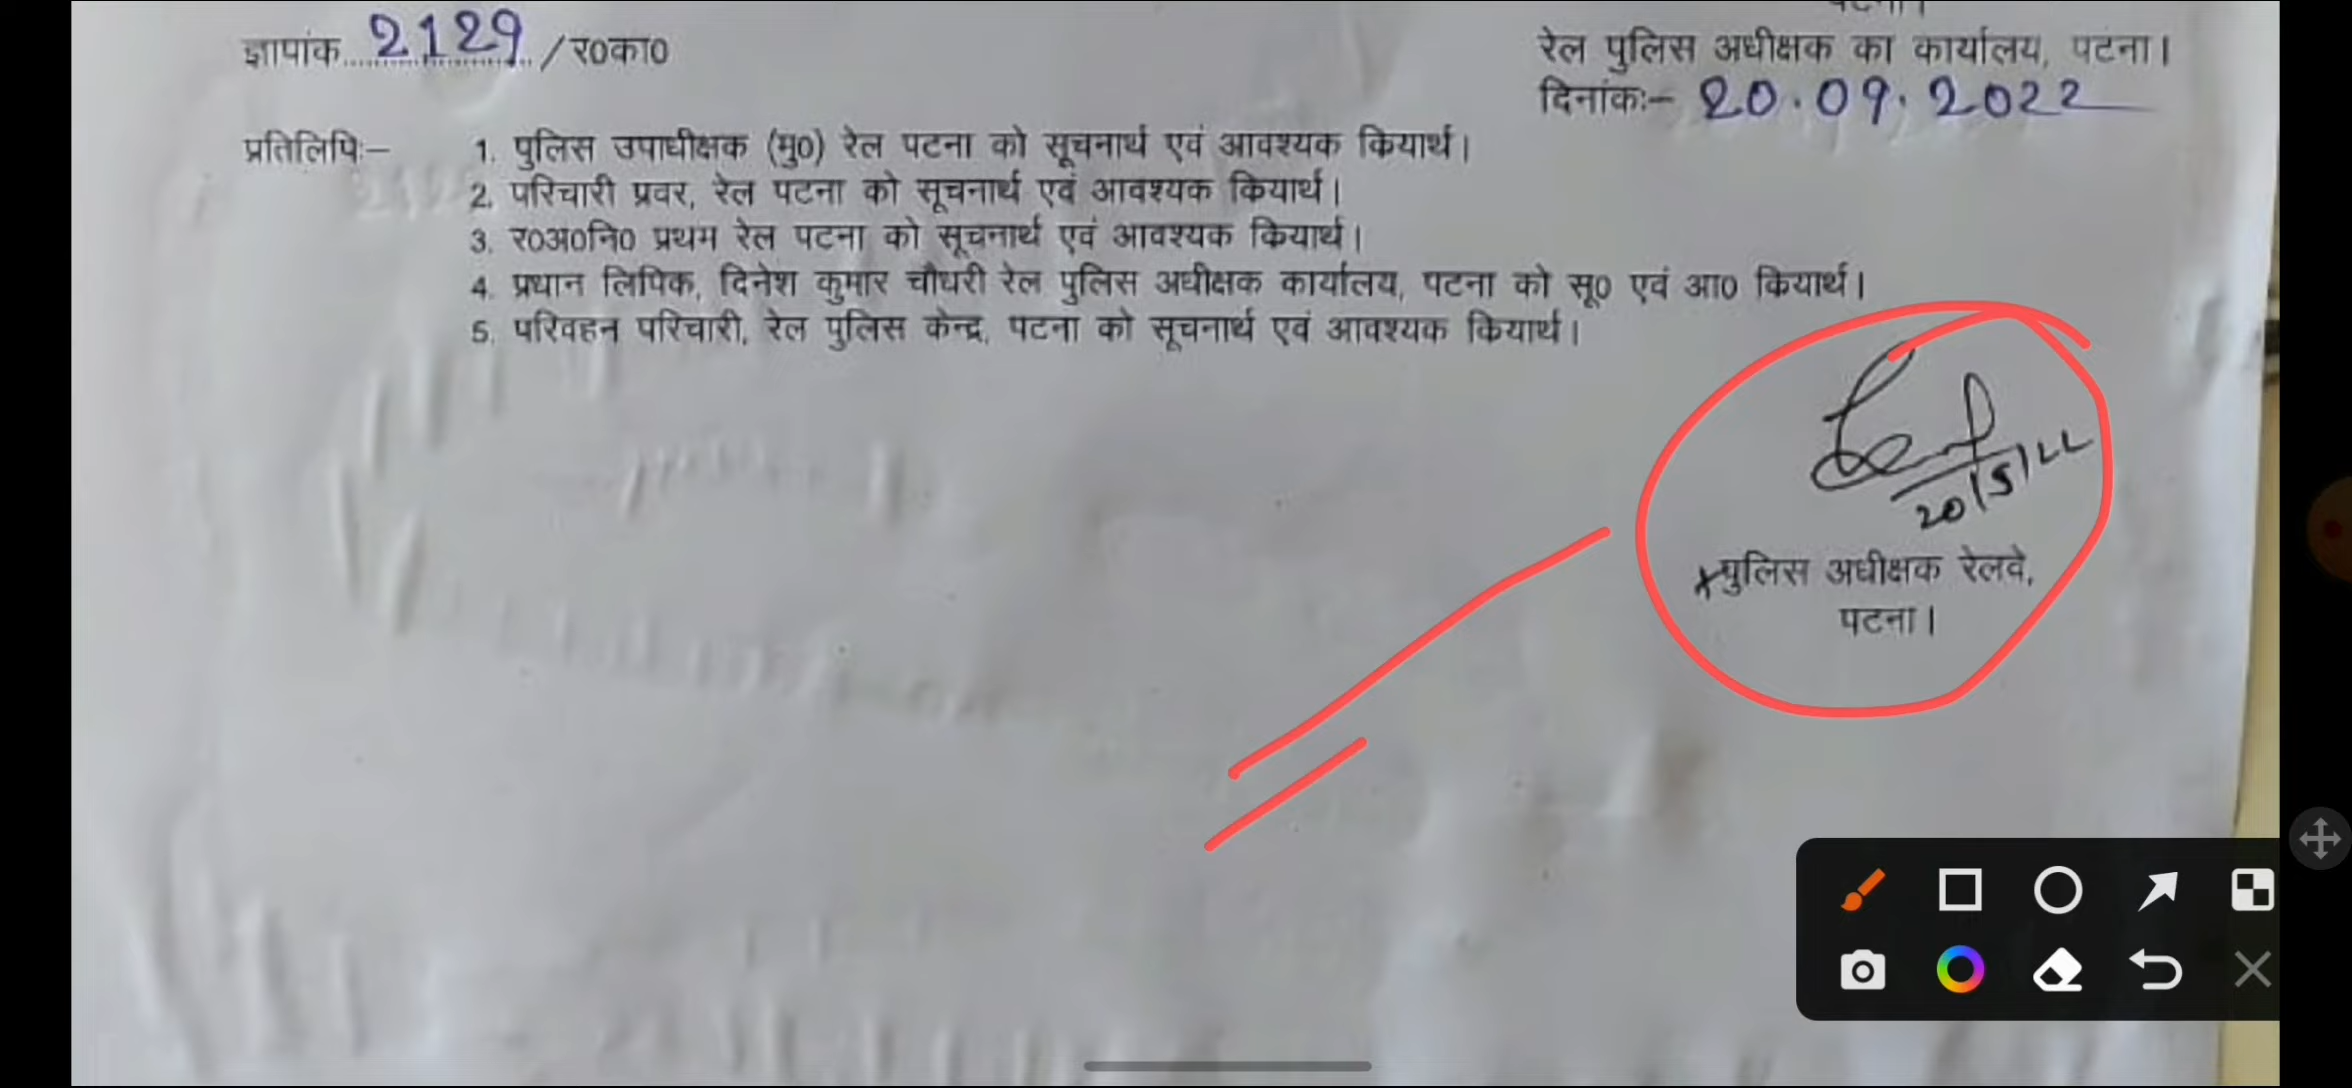 ज्ञापांक....2129..../र0का0
रेल पुलिस अधीक्षक का कार्यालय, पटना।
दिनांकः– 20.09.2022
प्रतिलिपिः–
1. पुलिस उपाधीक्षक (मु0) रेल पटना को सूचनार्थ एवं आवश्यक कियार्थ।
2. परिचारी प्रवर, रेल पटना को सूचनार्थ एवं आवश्यक कियार्थ।
3. र0अ0नि0 प्रथम रेल पटना को सूचनार्थ एवं आवश्यक कियार्थ।
4. प्रधान लिपिक, दिनेश कुमार चौधरी रेल पुलिस अधीक्षक कार्यालय, पटना को सू0 एवं आ0 कियार्थ।
5. परिवहन परिचारी, रेल पुलिस केन्द्र, पटना को सूचनार्थ एवं आवश्यक कियार्थ।
पुलिस अधीक्षक रेलवे,
पटना।